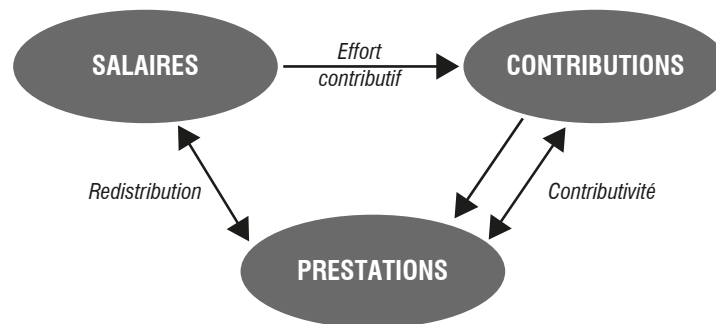 SALAIRES
Effort
contributif
CONTRIBUTIONS
Redistribution
Contributivité
PRESTATIONS